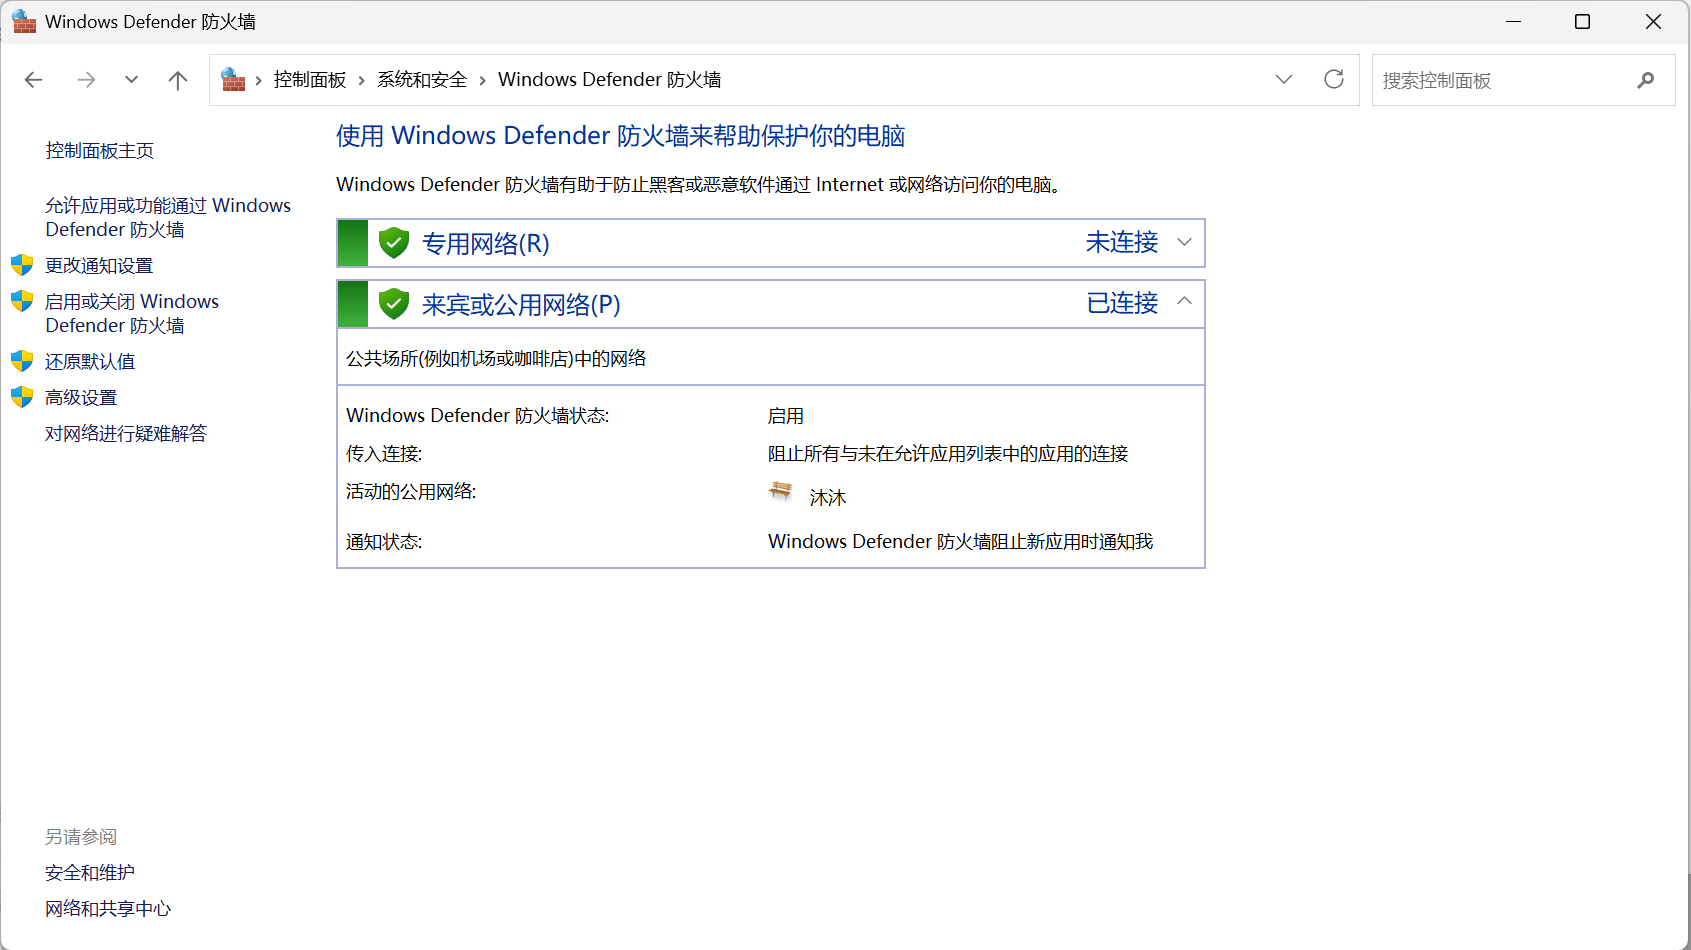 Windows Defender 防火墙
控制面板 › 系统和安全 › Windows Defender 防火墙
搜索控制面板
控制面板主页
允许应用或功能通过 Windows
Defender 防火墙
更改通知设置
启用或关闭 Windows
Defender 防火墙
还原默认值
高级设置
对网络进行疑难解答
使用 Windows Defender 防火墙来帮助保护你的电脑
Windows Defender 防火墙有助于防止黑客或恶意软件通过 Internet 或网络访问你的电脑。
专用网络(R) 未连接
来宾或公用网络(P) 已连接
公共场所(例如机场或咖啡店)中的网络
Windows Defender 防火墙状态: 启用
传入连接: 阻止所有与未在允许应用列表中的应用的连接
活动的公用网络: 沐沐
通知状态: Windows Defender 防火墙阻止新应用时通知我
另请参阅
安全和维护
网络和共享中心